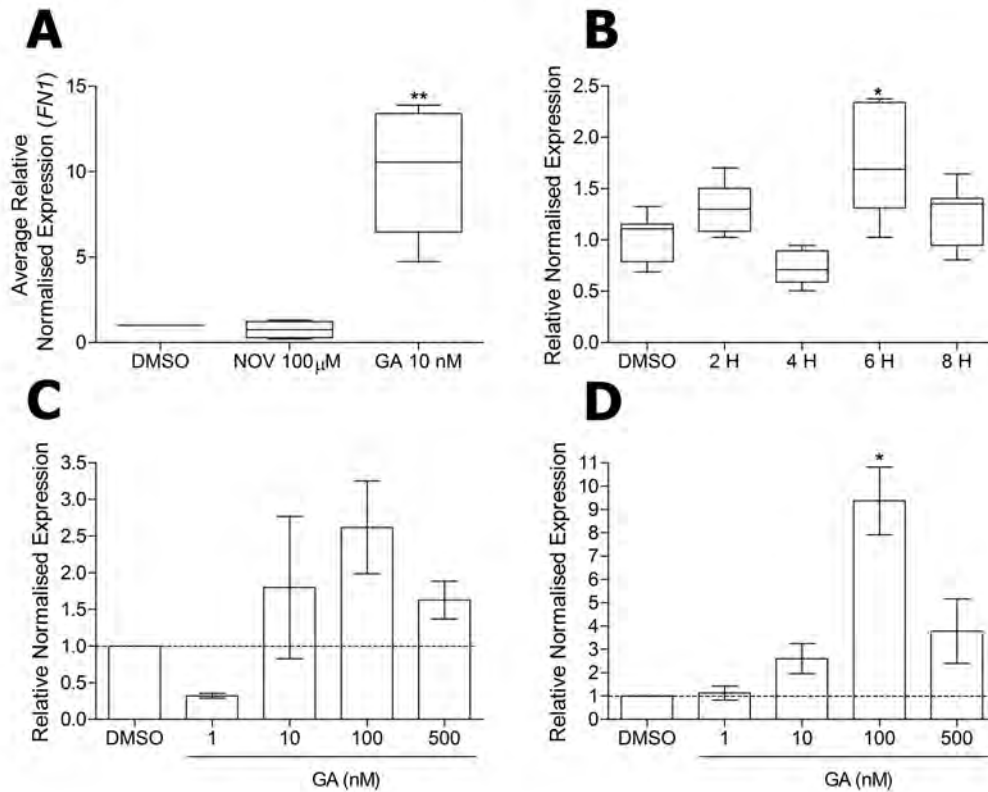 A
Average Relative
Normalised Expression (FN1)
15
10
5
0
**
DMSO
NOV 100μM
GA 10 nM
B
Relative Normalised Expression
2.5
2.0
1.5
1.0
0.5
0.0
*
DMSO
2 H
4 H
6 H
8 H
C
Relative Normalised Expression
3.5
3.0
2.5
2.0
1.5
1.0
0.5
0.0
DMSO
1
10
100
500
GA (nM)
D
Relative Normalised Expression
11
10
9
8
7
6
5
4
3
2
1
0
*
DMSO
1
10
100
500
GA (nM)